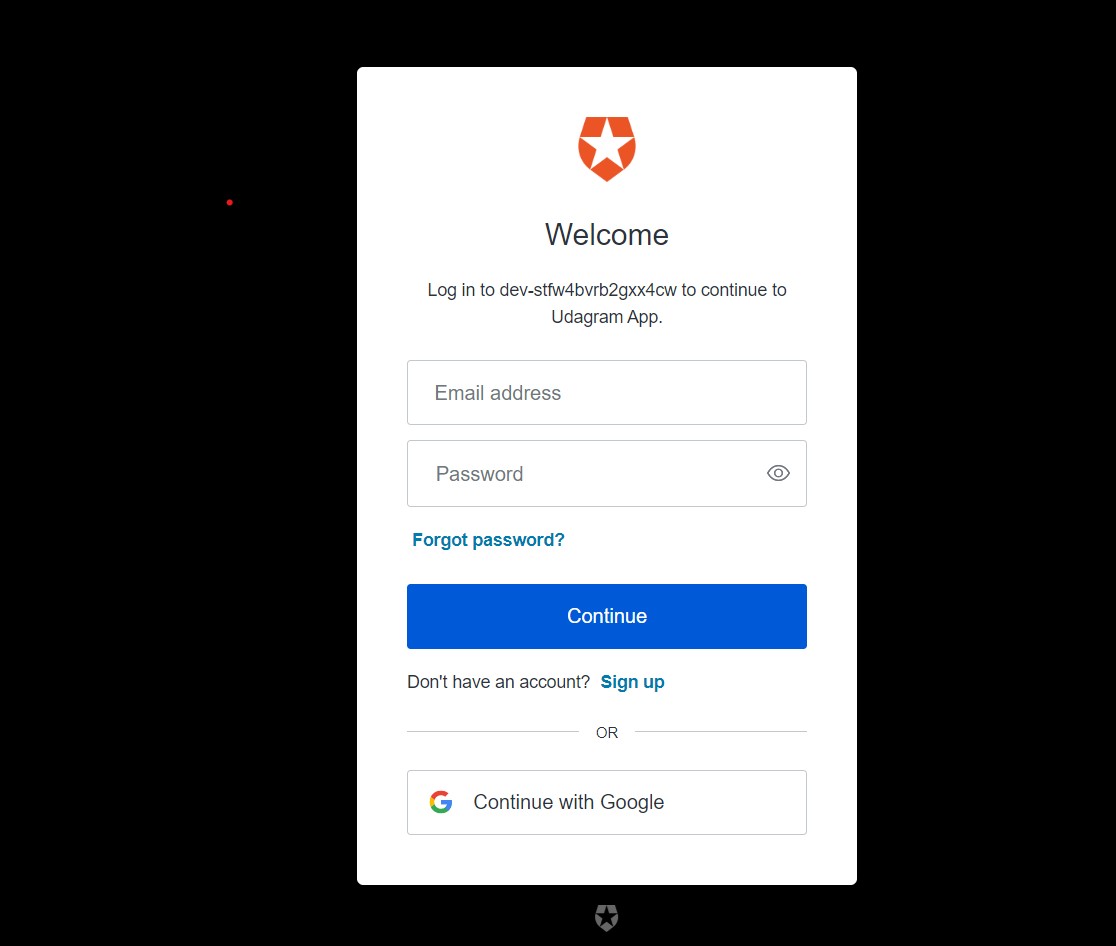 Welcome
Log in to dev-stfw4bvrb2gxx4cw to continue to
Udagram App.
Email address
Password
Forgot password?
Continue
Don't have an account? Sign up
OR
Continue with Google